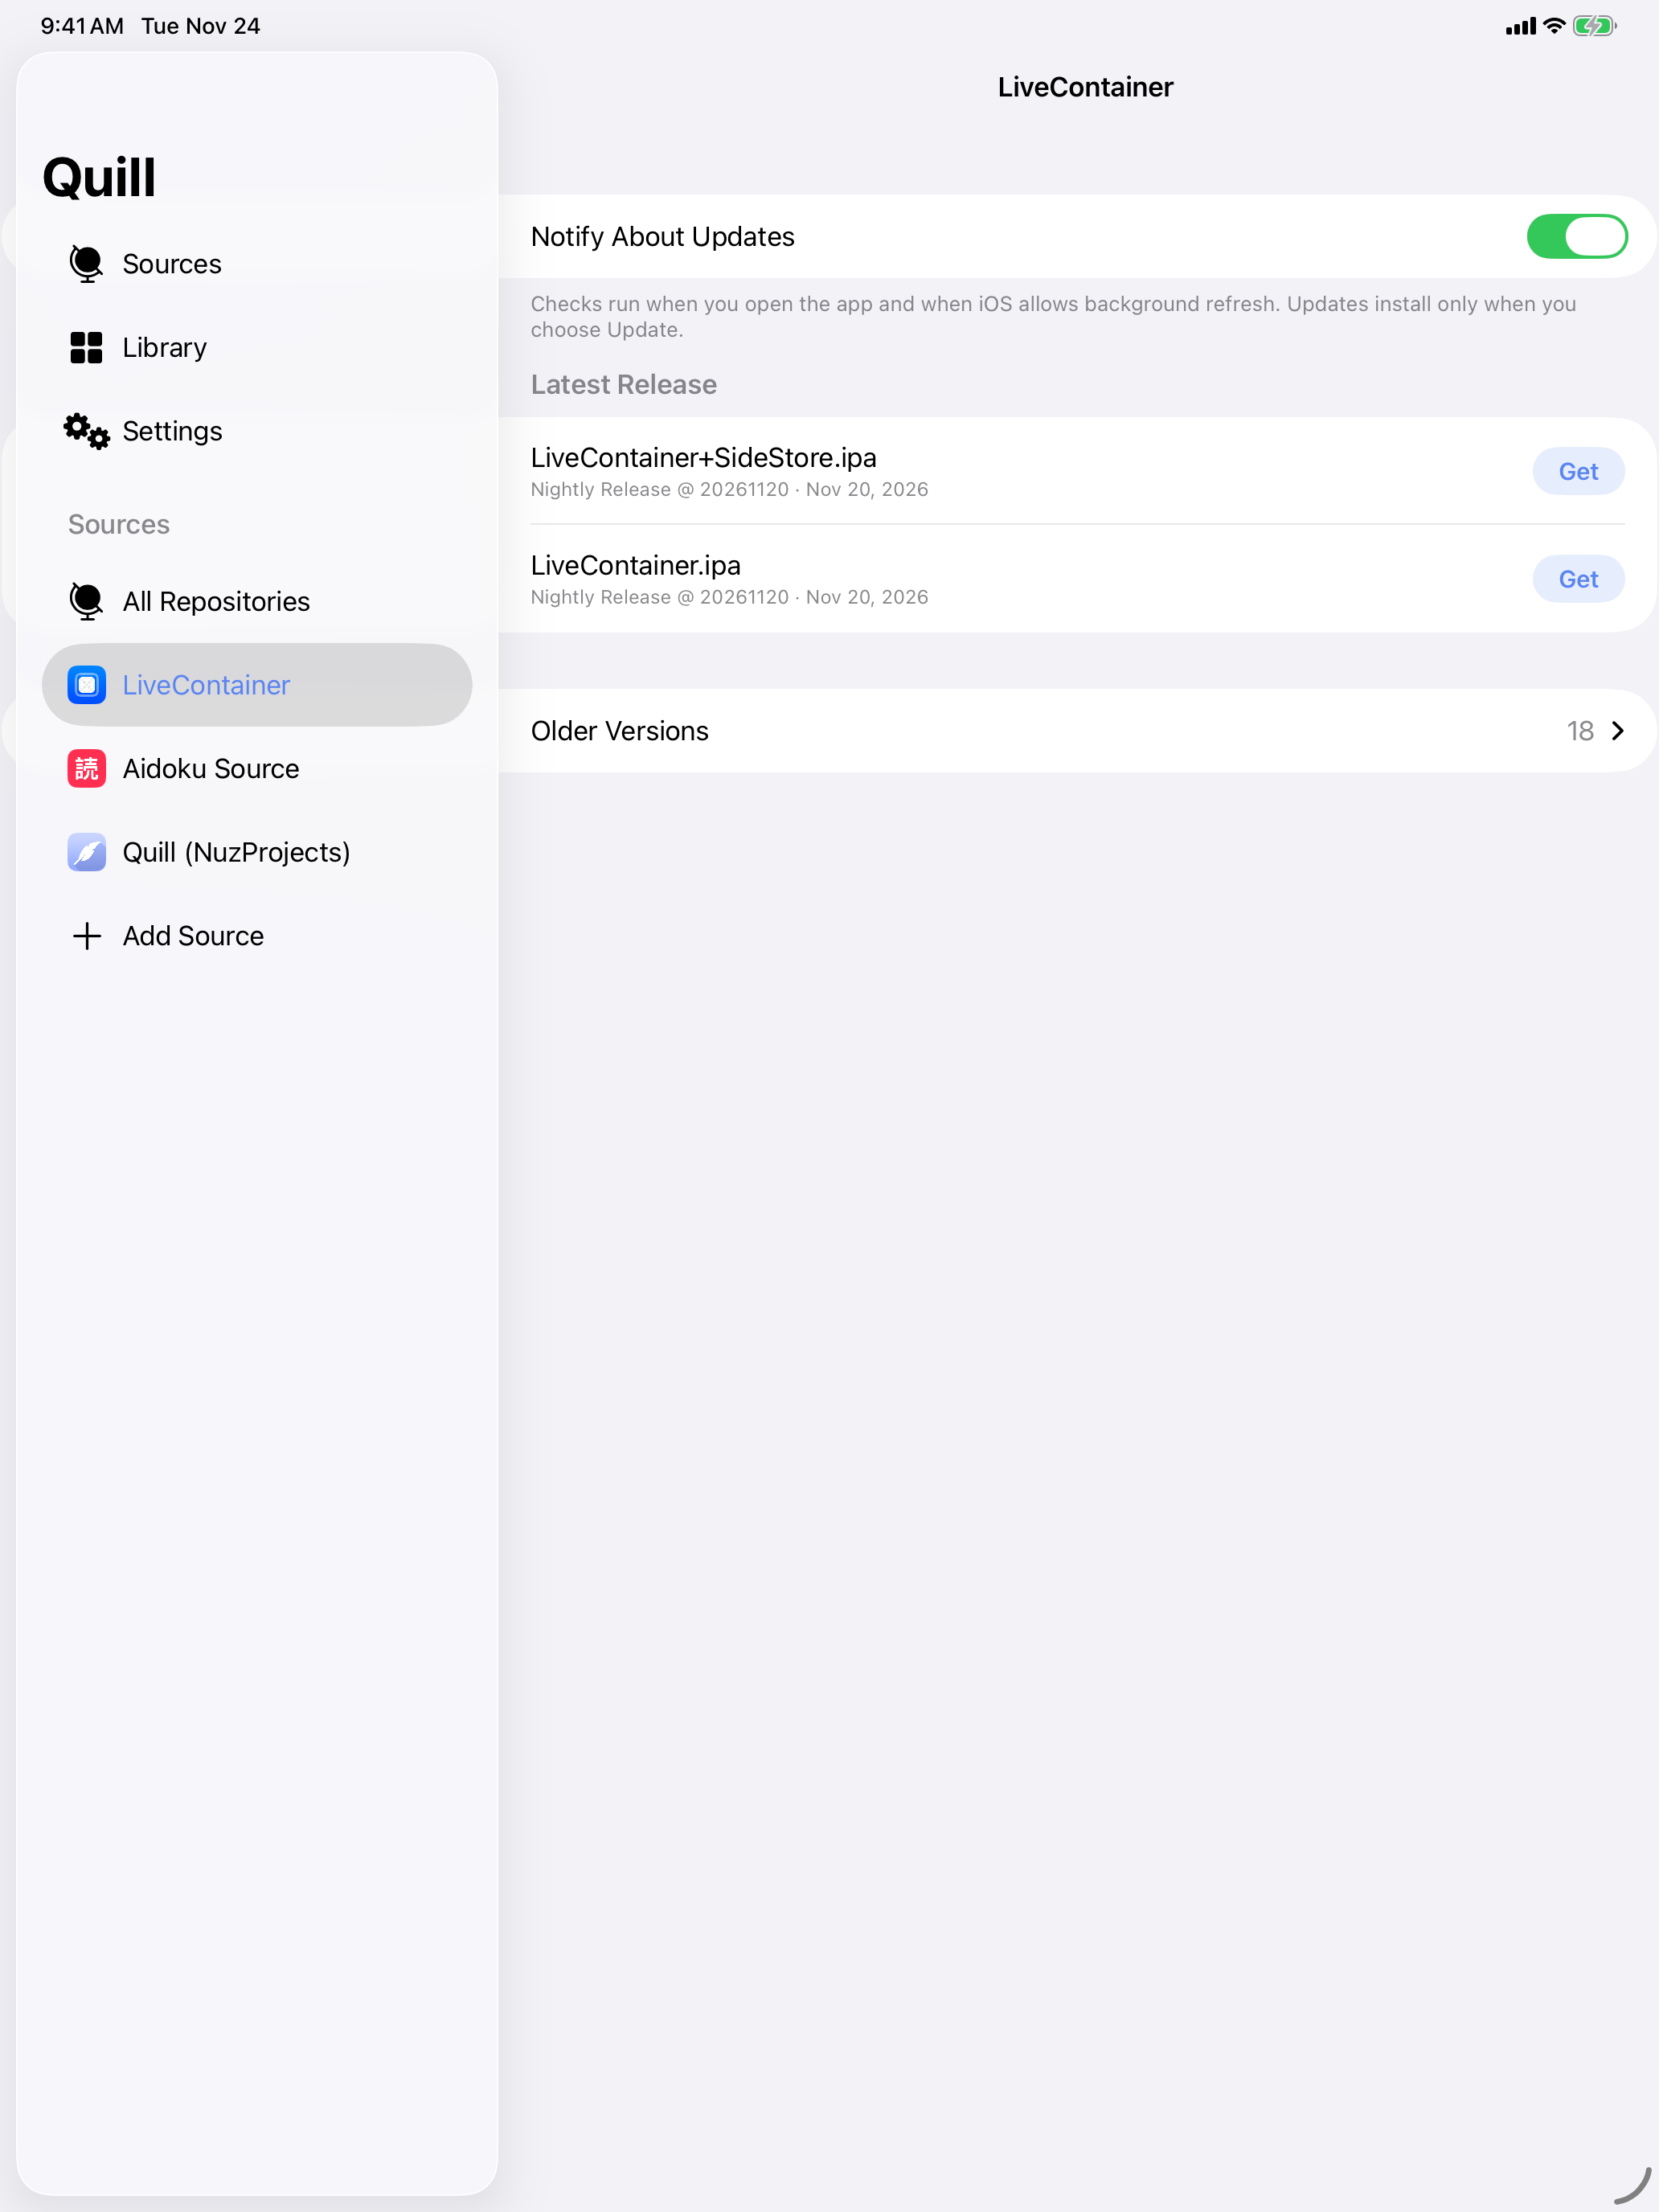 9:41 AM Tue Nov 24
Quill
Sources
Library
Settings
Sources
All Repositories
LiveContainer
読 Aidoku Source
Quill (NuzProjects)
Add Source
LiveContainer
Notify About Updates
Checks run when you open the app and when iOS allows background refresh. Updates install only when you
choose Update.
Latest Release
LiveContainer+SideStore.ipa
Nightly Release @ 20261120 · Nov 20, 2026
Get
LiveContainer.ipa
Nightly Release @ 20261120 · Nov 20, 2026
Get
Older Versions 18